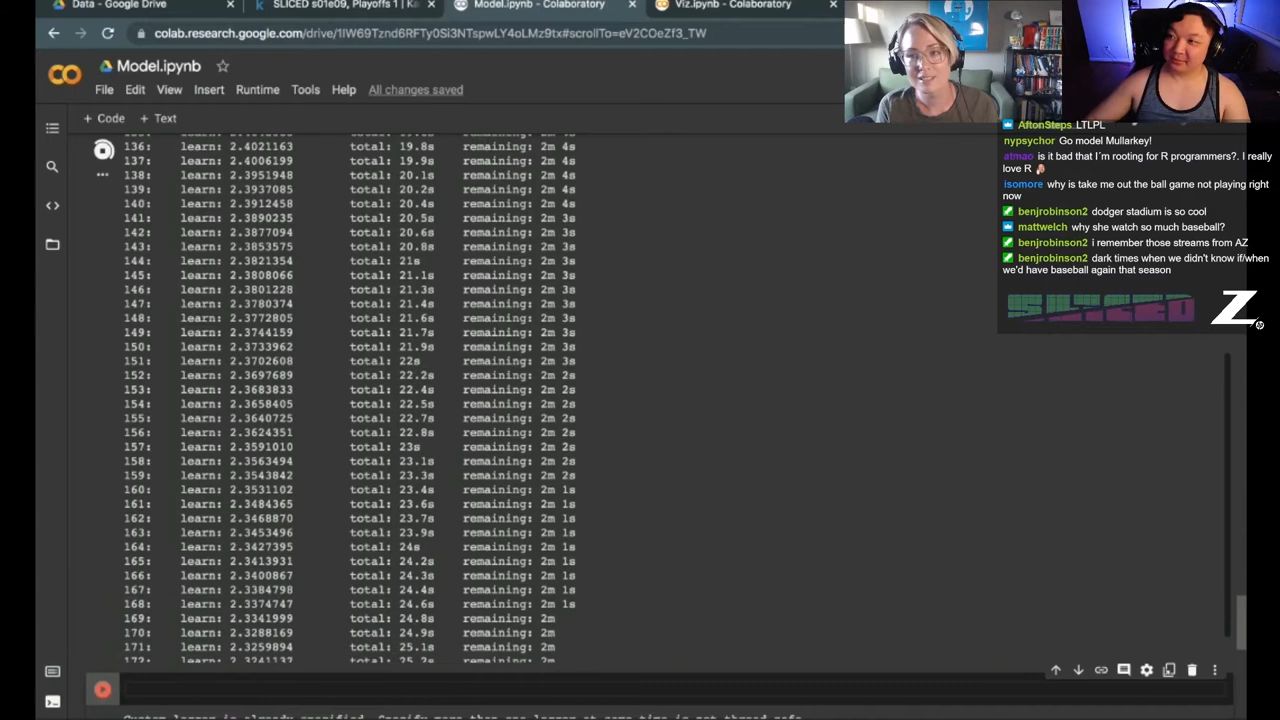 Data - Google Drive
SLICED s01e09, Playoffs 1 | Ka
Model.ipynb - Colaboratory
Viz.ipynb - Colaboratory
colab.research.google.com/drive/1IW69Tznd6RFTy0Si3NTspwLY4oLMz9tx#scrollTo=eV2COeZf3_TW
Model.ipynb
File Edit View Insert Runtime Tools Help All changes saved
+ Code + Text
136: learn: 2.4021163 total: 19.8s remaining: 2m 4s
137: learn: 2.4006199 total: 19.9s remaining: 2m 4s
138: learn: 2.3951948 total: 20.1s remaining: 2m 4s
139: learn: 2.3937085 total: 20.2s remaining: 2m 4s
140: learn: 2.3912458 total: 20.4s remaining: 2m 4s
141: learn: 2.3890235 total: 20.5s remaining: 2m 3s
142: learn: 2.3877094 total: 20.6s remaining: 2m 3s
143: learn: 2.3853575 total: 20.8s remaining: 2m 3s
144: learn: 2.3821354 total: 21s remaining: 2m 3s
145: learn: 2.3808066 total: 21.1s remaining: 2m 3s
146: learn: 2.3801228 total: 21.3s remaining: 2m 3s
147: learn: 2.3780374 total: 21.4s remaining: 2m 3s
148: learn: 2.3772805 total: 21.6s remaining: 2m 3s
149: learn: 2.3744159 total: 21.7s remaining: 2m 3s
150: learn: 2.3733962 total: 21.9s remaining: 2m 3s
151: learn: 2.3702608 total: 22s remaining: 2m 3s
152: learn: 2.3697689 total: 22.2s remaining: 2m 3s
153: learn: 2.3683833 total: 22.4s remaining: 2m 2s
154: learn: 2.3658405 total: 22.5s remaining: 2m 2s
155: learn: 2.3640725 total: 22.7s remaining: 2m 2s
156: learn: 2.3624351 total: 22.8s remaining: 2m 2s
157: learn: 2.3591010 total: 23s remaining: 2m 2s
158: learn: 2.3563494 total: 23.1s remaining: 2m 2s
159: learn: 2.3543842 total: 23.3s remaining: 2m 2s
160: learn: 2.3531102 total: 23.4s remaining: 2m 1s
161: learn: 2.3484365 total: 23.6s remaining: 2m 1s
162: learn: 2.3468870 total: 23.7s remaining: 2m 1s
163: learn: 2.3453496 total: 23.9s remaining: 2m 1s
164: learn: 2.3427395 total: 24s remaining: 2m 1s
165: learn: 2.3413931 total: 24.2s remaining: 2m 1s
166: learn: 2.3400867 total: 24.3s remaining: 2m 1s
167: learn: 2.3384798 total: 24.4s remaining: 2m 1s
168: learn: 2.3374747 total: 24.6s remaining: 2m 1s
169: learn: 2.3341999 total: 24.8s remaining: 2m
170: learn: 2.3288169 total: 24.9s remaining: 2m
171: learn: 2.3259894 total: 25.1s remaining: 2m
172: learn: 2.3241137 total: 25.2s remaining: 2m
AftonSteps LTLPL
nypsychor Go model Mullarkey!
atmao is it bad that I´m rooting for R programmers?. I really
love R
isomore why is take me out the ball game not playing right
now
benjrobinson2 dodger stadium is so cool
mattwelch why she watch so much baseball?
benjrobinson2 i remember those streams from AZ
benjrobinson2 dark times when we didn't know if/when
we'd have baseball again that season
SLICED
Z
hp